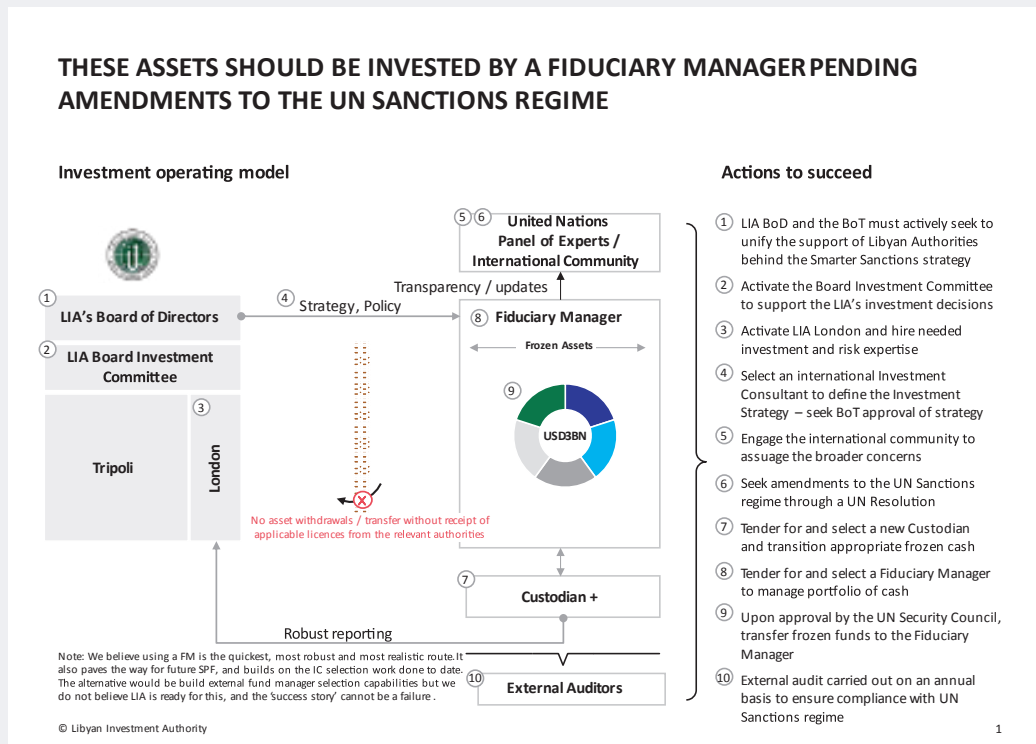 THESE ASSETS SHOULD BE INVESTED BY A FIDUCIARY MANAGER PENDING
AMENDMENTS TO THE UN SANCTIONS REGIME
Investment operating model
1
LIA's Board of Directors
2
LIA Board Investment
Committee
Tripoli
3
London
4
Strategy, Policy
5 6
United Nations
Panel of Experts /
International Community
Transparency / updates
8
Fiduciary Manager
Frozen Assets
9
USD3BN
X
No asset withdrawals / transfer without receipt of
applicable licences from the relevant authorities
7
Custodian +
Robust reporting
10
External Auditors
Note: We believe using a FM is the quickest, most robust and most realistic route. It
also paves the way for future SPF, and builds on the IC selection work done to date.
The alternative would be build external fund manager selection capabilities but we
do not believe LIA is ready for this, and the 'success story' cannot be a failure .
Actions to succeed
1 LIA BoD and the BoT must actively seek to
unify the support of Libyan Authorities
behind the Smarter Sanctions strategy
2 Activate the Board Investment Committee
to support the LIA's investment decisions
3 Activate LIA London and hire needed
investment and risk expertise
4 Select an international Investment
Consultant to define the Investment
Strategy – seek BoT approval of strategy
5 Engage the international community to
assuage the broader concerns
6 Seek amendments to the UN Sanctions
regime through a UN Resolution
7 Tender for and select a new Custodian
and transition appropriate frozen cash
8 Tender for and select a Fiduciary Manager
to manage portfolio of cash
9 Upon approval by the UN Security Council,
transfer frozen funds to the Fiduciary
Manager
10 External audit carried out on an annual
basis to ensure compliance with UN
Sanctions regime
© Libyan Investment Authority
1